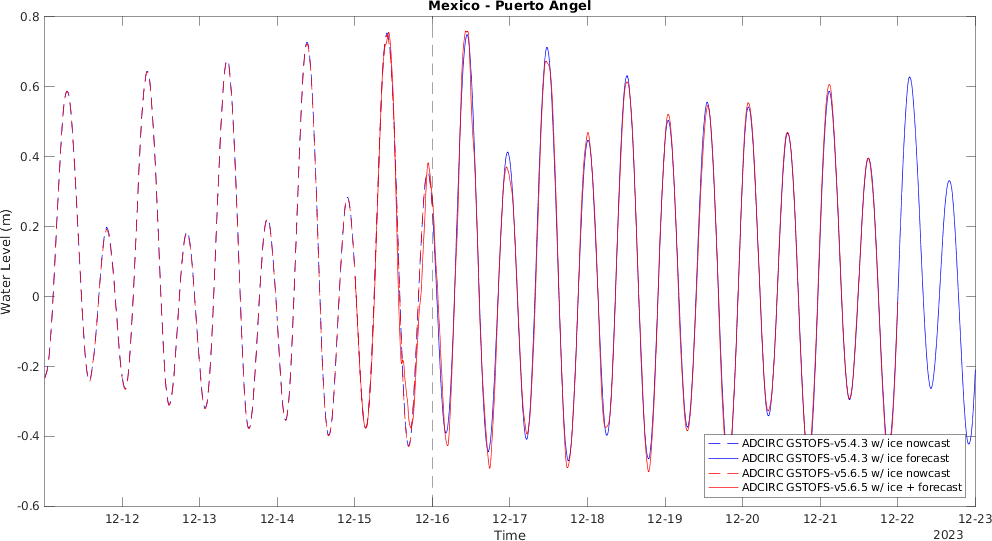 Mexico - Puerto Angel
Water Level (m)
0.8
0.6
0.4
0.2
0
-0.2
-0.4
-0.6
12-12 12-13 12-14 12-15 12-16 12-17 12-18 12-19 12-20 12-21 12-22 12-23
Time
2023
ADCIRC GSTOFS-v5.4.3 w/ ice nowcast
ADCIRC GSTOFS-v5.4.3 w/ ice forecast
ADCIRC GSTOFS-v5.6.5 w/ ice nowcast
ADCIRC GSTOFS-v5.6.5 w/ ice + forecast